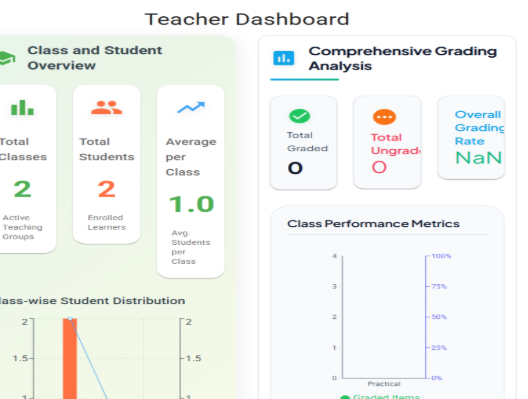 Teacher Dashboard
Class and Student
Overview
Total
Classes
2
Active
Teaching
Groups
Total
Students
2
Enrolled
Learners
Average
per
Class
1.0
Avg.
Students
per
Class
lass-wise Student Distribution
2
1.5
1
2
1.5
1
Comprehensive Grading
Analysis
Total
Graded
0
Total
Ungrad
0
Overall
Grading
Rate
NaN
Class Performance Metrics
4
3
2
1
0
100%
75%
50%
25%
0%
Practical
Graded Items